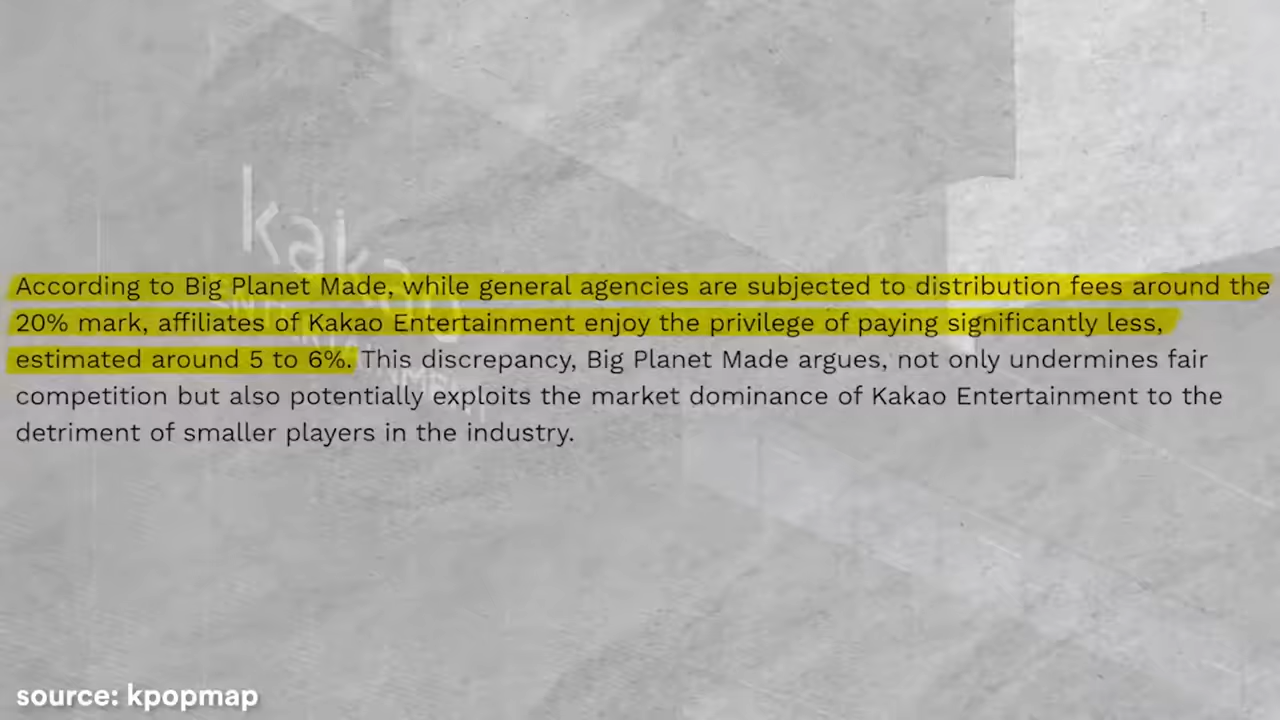 kakao
According to Big Planet Made, while general agencies are subjected to distribution fees around the
20% mark, affiliates of Kakao Entertainment enjoy the privilege of paying significantly less,
estimated around 5 to 6%. This discrepancy, Big Planet Made argues, not only undermines fair
competition but also potentially exploits the market dominance of Kakao Entertainment to the
detriment of smaller players in the industry.
source: kpopmap